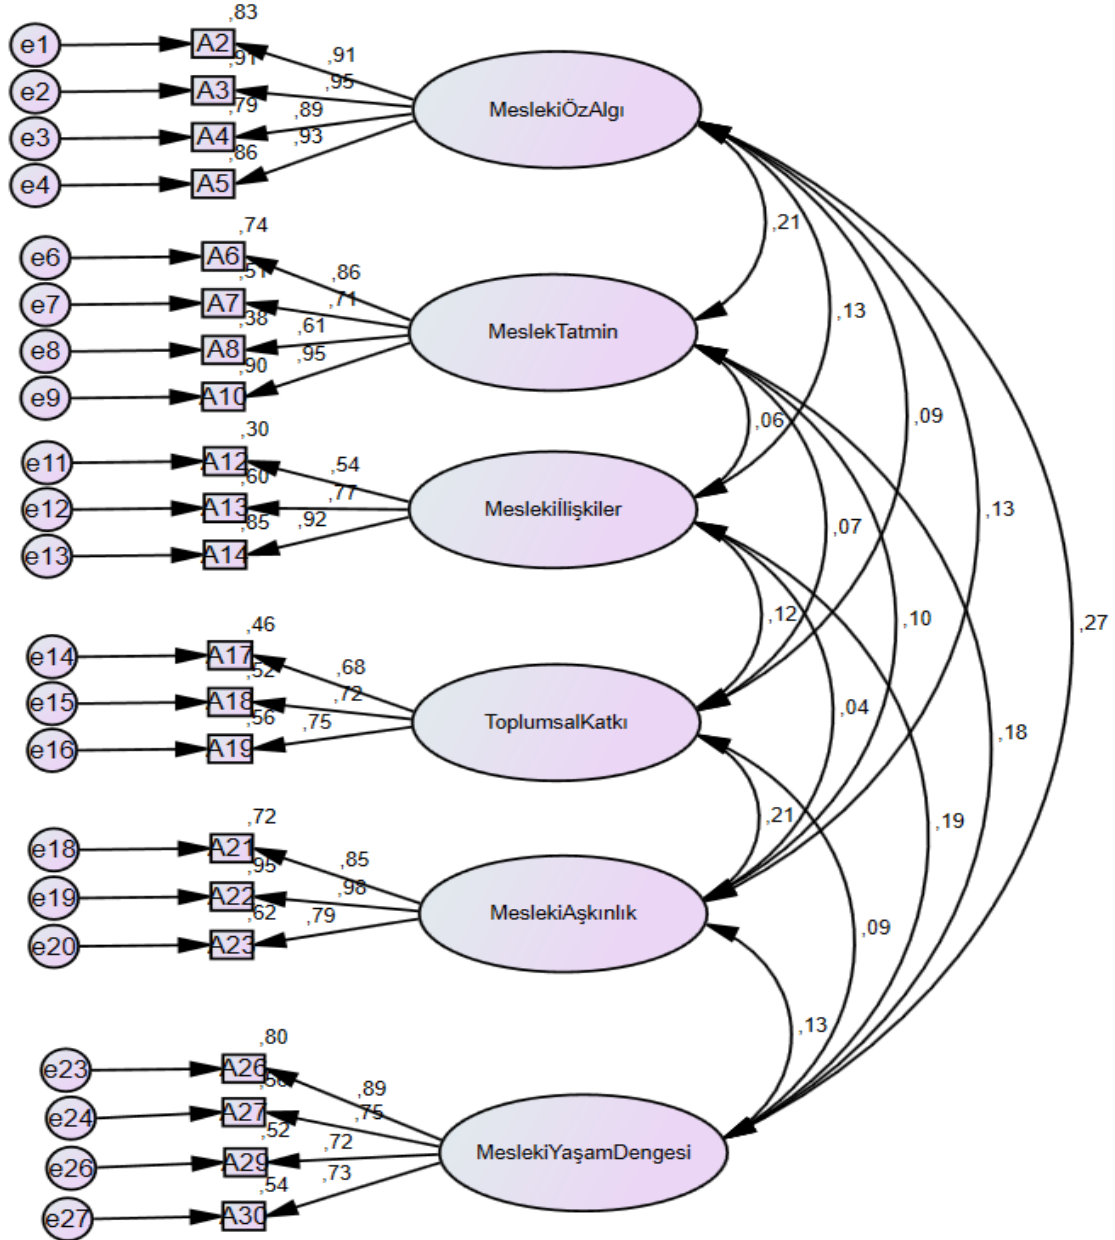 ,83
e1 A2 ,91
,91
e2 A3 ,95 MeslekiÖzAlgı
,79
e3 A4 ,89
,86
e4 A5 ,93
,21
,74
e6 A6 ,86
,51
e7 A7 ,71 MeslekTatmin ,13
,38
e8 A8 ,61
,90
e9 A10 ,95
,06 ,09
,30
e11 A12 ,54
,60
e12 A13 ,77 Meslekiİlişkiler ,13
,85
e13 A14 ,92
,07
,12 ,10 ,27
,46
e14 A17 ,68
,52
e15 A18 ,72 ToplumsalKatkı ,04 ,18
,56
e16 A19 ,75
,21 ,19
,72
e18 A21 ,85
,95
e19 A22 ,98 MeslekiAşkınlık
,62
e20 A23 ,79 ,09
,13
,80
e23 A26 ,89
e24 A27 ,75
,52
e26 A29 ,72 MeslekiYaşamDengesi
,54
e27 A30 ,73